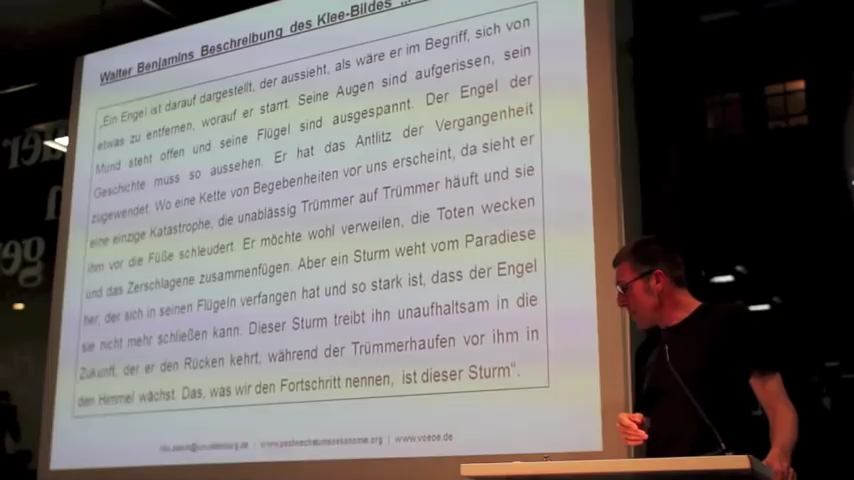 Walter Benjamins Beschreibung des Klee-Bildes
„Ein Engel ist darauf dargestellt, der aussieht, als wäre er im Begriff, sich von
etwas zu entfernen, worauf er starrt. Seine Augen sind aufgerissen, sein
Mund steht offen und seine Flügel sind ausgespannt. Der Engel der
Geschichte muss so aussehen. Er hat das Antlitz der Vergangenheit
zugewendet. Wo eine Kette von Begebenheiten vor uns erscheint, da sieht er
eine einzige Katastrophe, die unablässig Trümmer auf Trümmer häuft und sie
ihm vor die Füße schleudert. Er möchte wohl verweilen, die Toten wecken
und das Zerschlagene zusammenfügen. Aber ein Sturm weht vom Paradiese
her, der sich in seinen Flügeln verfangen hat und so stark ist, dass der Engel
sie nicht mehr schließen kann. Dieser Sturm treibt ihn unaufhaltsam in die
Zukunft, der er den Rücken kehrt, während der Trümmerhaufen vor ihm in
den Himmel wächst. Das, was wir den Fortschritt nennen, ist dieser Sturm“.
| www.postwachstumsoekonomie.org | www.voeoe.de